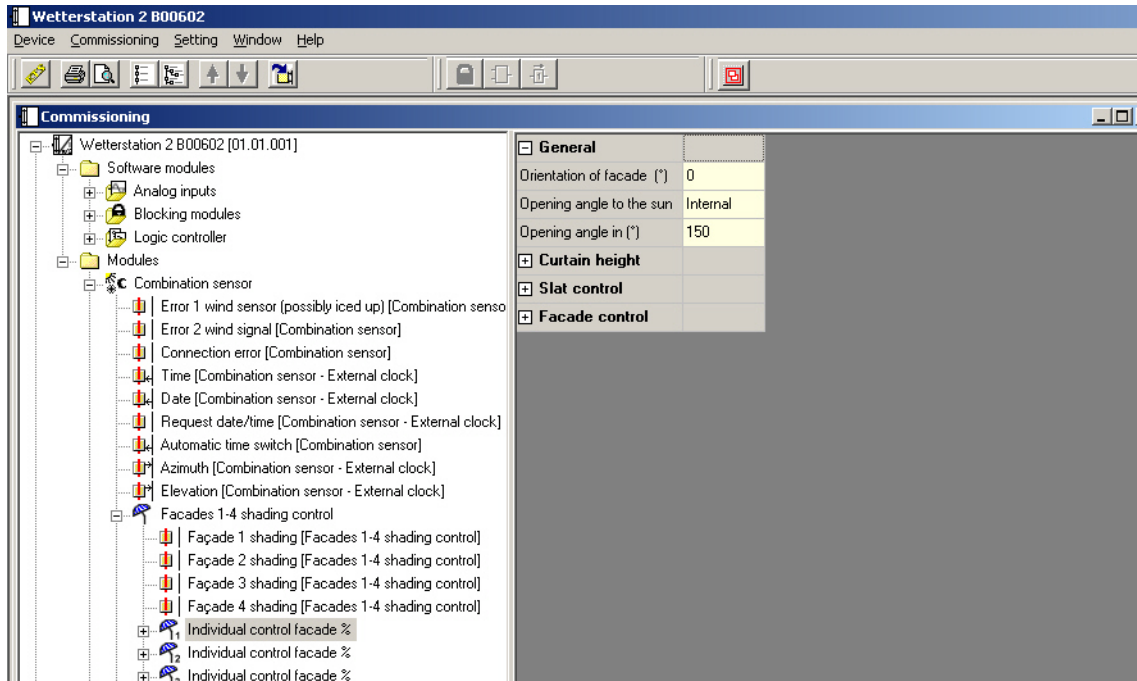 Wetterstation 2 B00602
Device Commissioning Setting Window Help
Commissioning
Wetterstation 2 B00602 [01.01.001]
Software modules
Analog inputs
Blocking modules
Logic controller
Modules
Combination sensor
Error 1 wind sensor (possibly iced up) [Combination senso
Error 2 wind signal [Combination sensor]
Connection error [Combination sensor]
Time [Combination sensor - External clock]
Date [Combination sensor - External clock]
Request date/time [Combination sensor - External clock]
Automatic time switch [Combination sensor]
Azimuth [Combination sensor - External clock]
Elevation [Combination sensor - External clock]
Facades 1-4 shading control
Façade 1 shading [Facades 1-4 shading control]
Façade 2 shading [Facades 1-4 shading control]
Façade 3 shading [Facades 1-4 shading control]
Façade 4 shading [Facades 1-4 shading control]
1 Individual control facade %
2 Individual control facade %
Individual control facade %
General
Orientation of facade (°) 0
Opening angle to the sun Internal
Opening angle in (°) 150
Curtain height
Slat control
Facade control